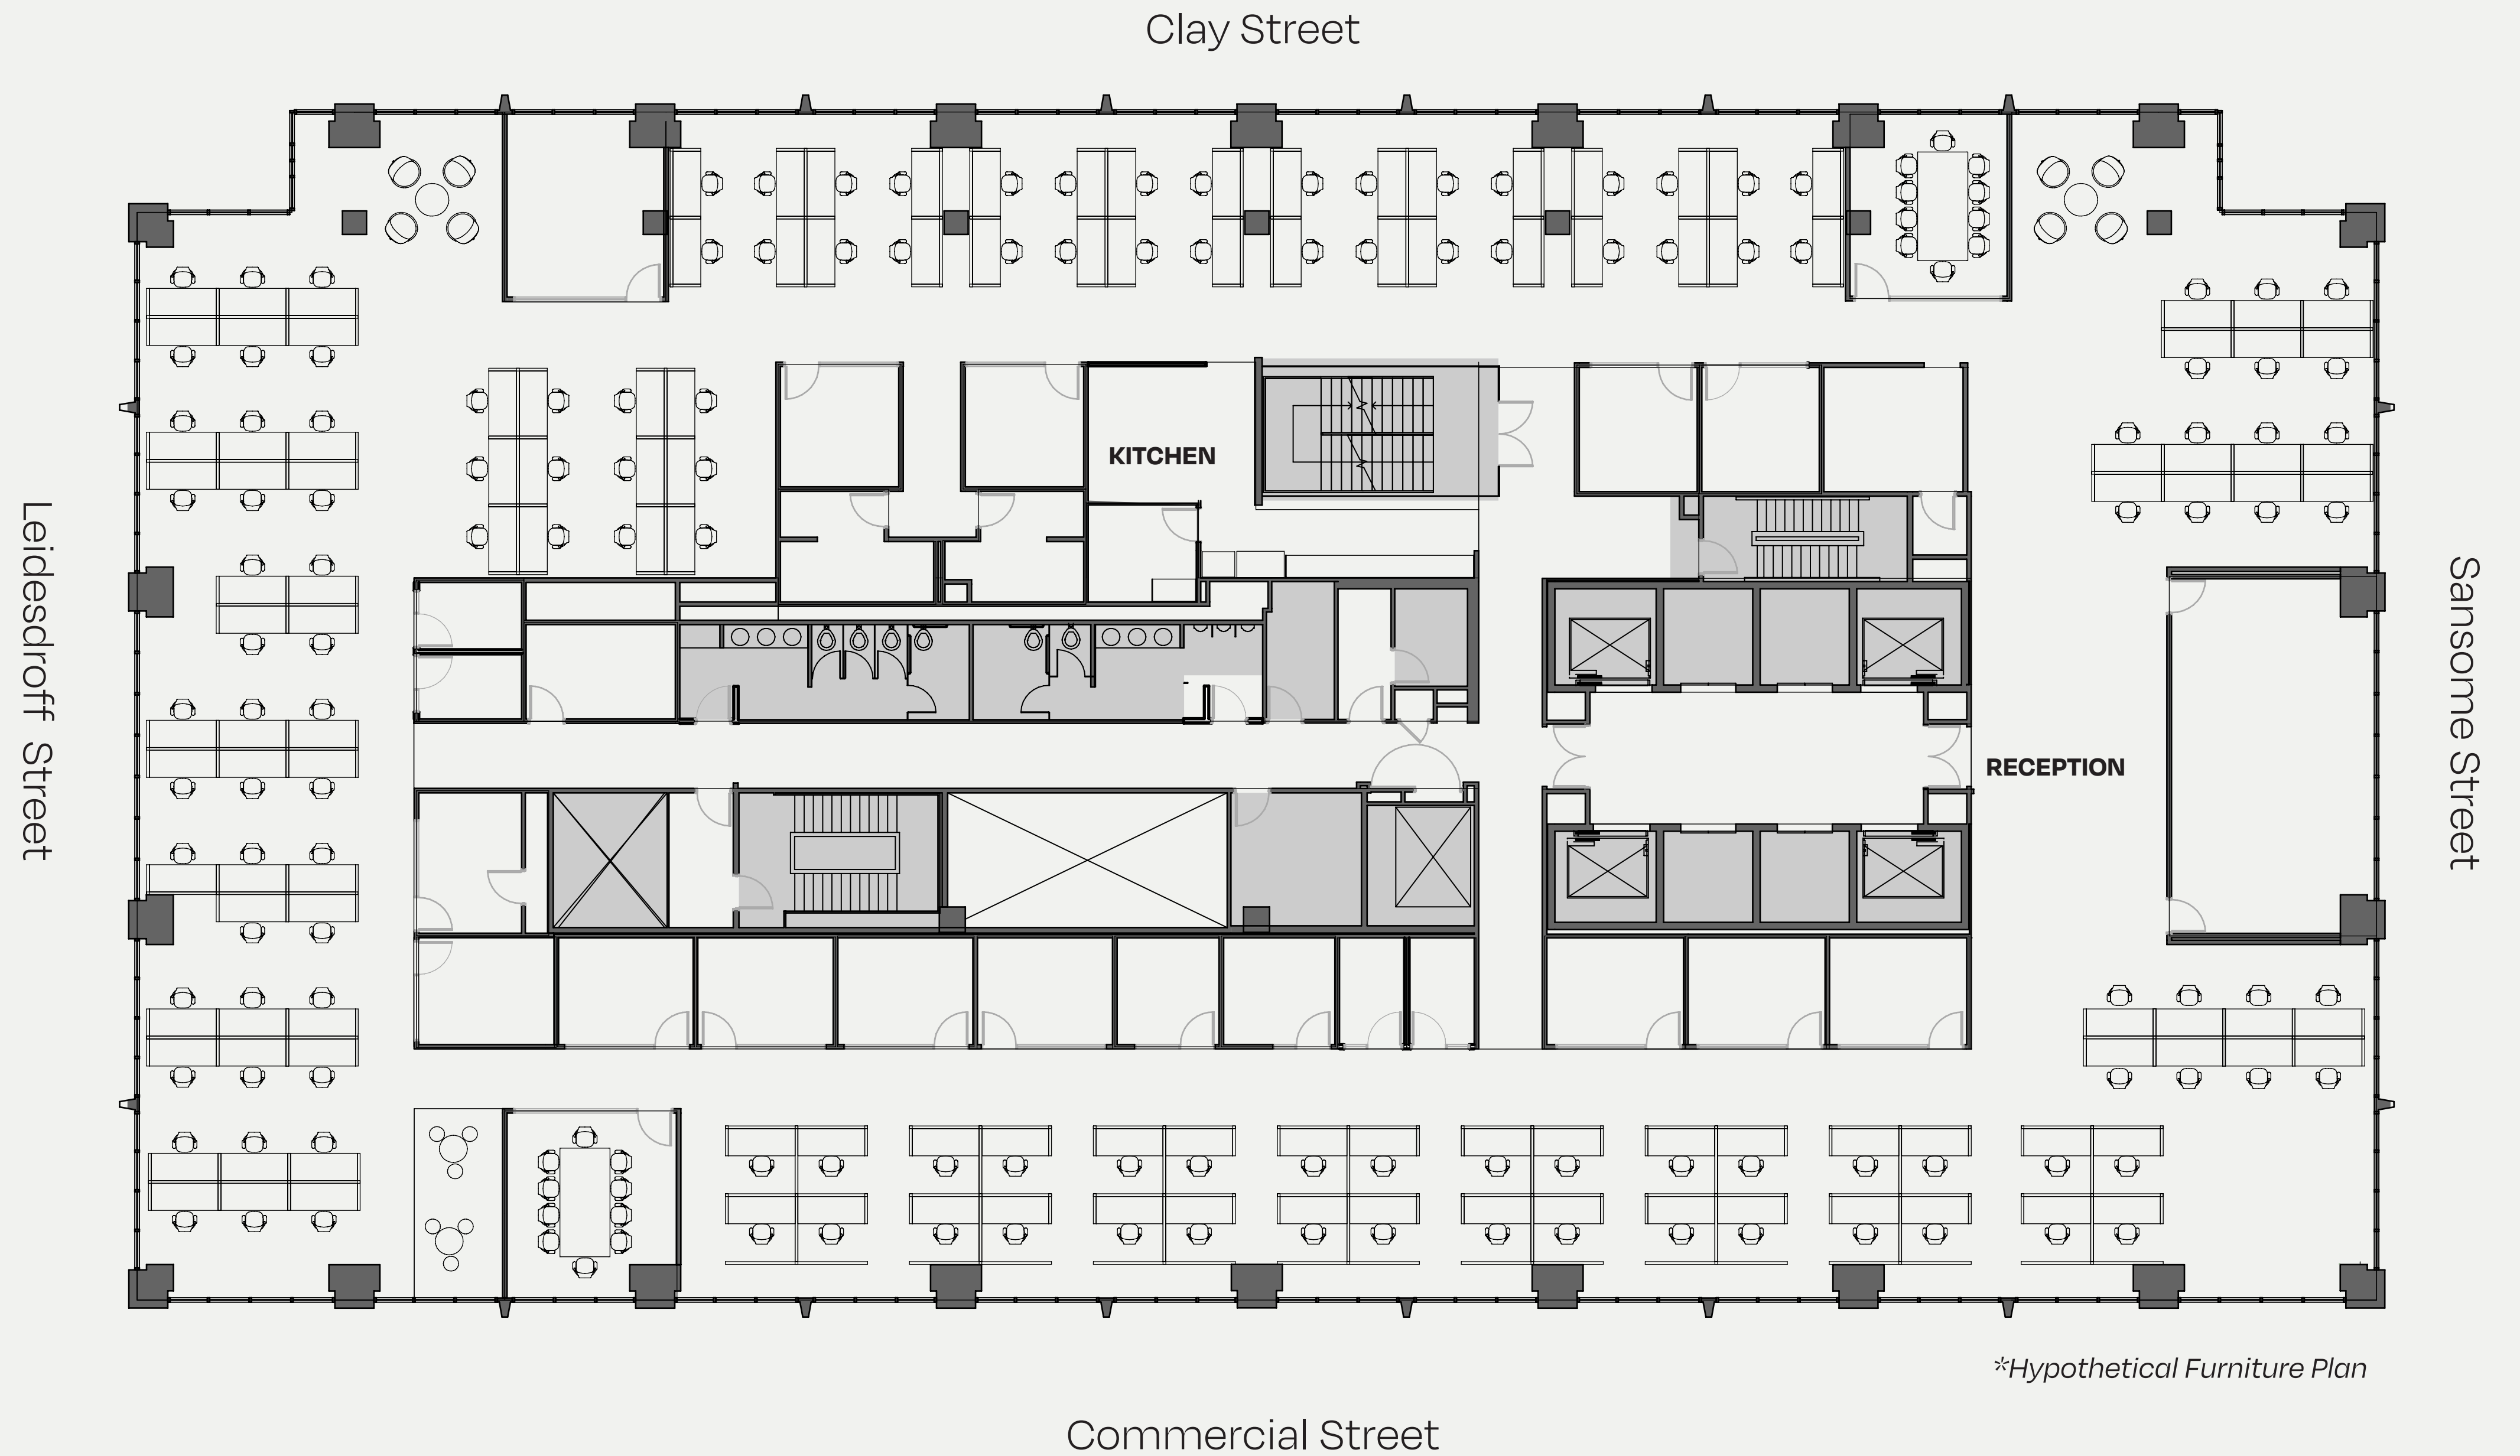 Clay Street
KITCHEN
Leidesdroff Street
Sansome Street
RECEPTION
*Hypothetical Furniture Plan
Commercial Street